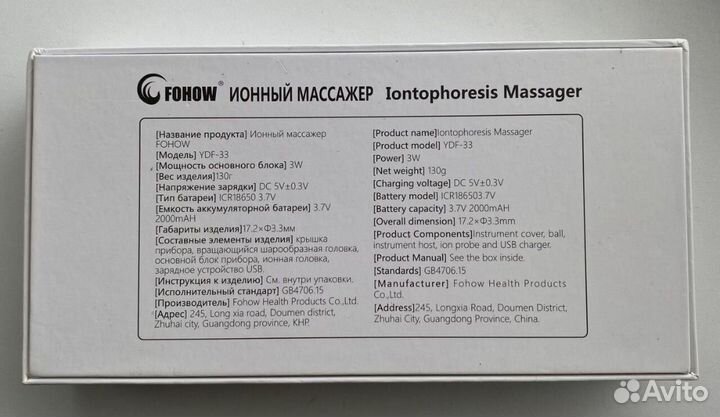 FOHOW® ИОННЫЙ МАССАЖЕР Iontophoresis Massager
[Название продукта] Ионный массажер
FOHOW
[Модель] YDF-33
[Мощность основного блока] 3W
[Вес изделия]130г
[Напряжение зарядки] DC 5V±0.3V
[Тип батареи] ICR18650 3.7V
[Емкость аккумуляторной батареи] 3.7V
2000mAH
[Габариты изделия]17.2×Ф3.3мм
[Составные элементы изделия] крышка
прибора, вращающийся шарообразная головка,
основной блок прибора, ионная головка,
зарядное устройство USB.
[Инструкция к изделию] См. внутри упаковки.
[Исполнительный стандарт] GB4706.15
[Производитель] Fohow Health Products Co.,Ltd.
[Адрес] 245, Longxia road, Doumen district,
Zhuhai city, Guangdong province, КНР.
[Product name]Iontophoresis Massager
[Product model] YDF-33
[Power] 3W
[Net weight] 130g
[Charging voltage] DC 5V±0.3V
[Battery model] ICR186503.7V
[Battery capacity] 3.7V 2000mAH
[Overall dimension] 17.2×Ф3.3mm
[Product Components]Instrument cover, ball,
instrument host, ion probe and USB charger.
[Product Manual] See the box inside.
[Standards] GB4706.15
[Manufacturer] Fohow Health Products
Co.,Ltd.
[Address]245, Longxia Road, Doumen District,
Zhuhai City, Guangdong Province, China.
Avito